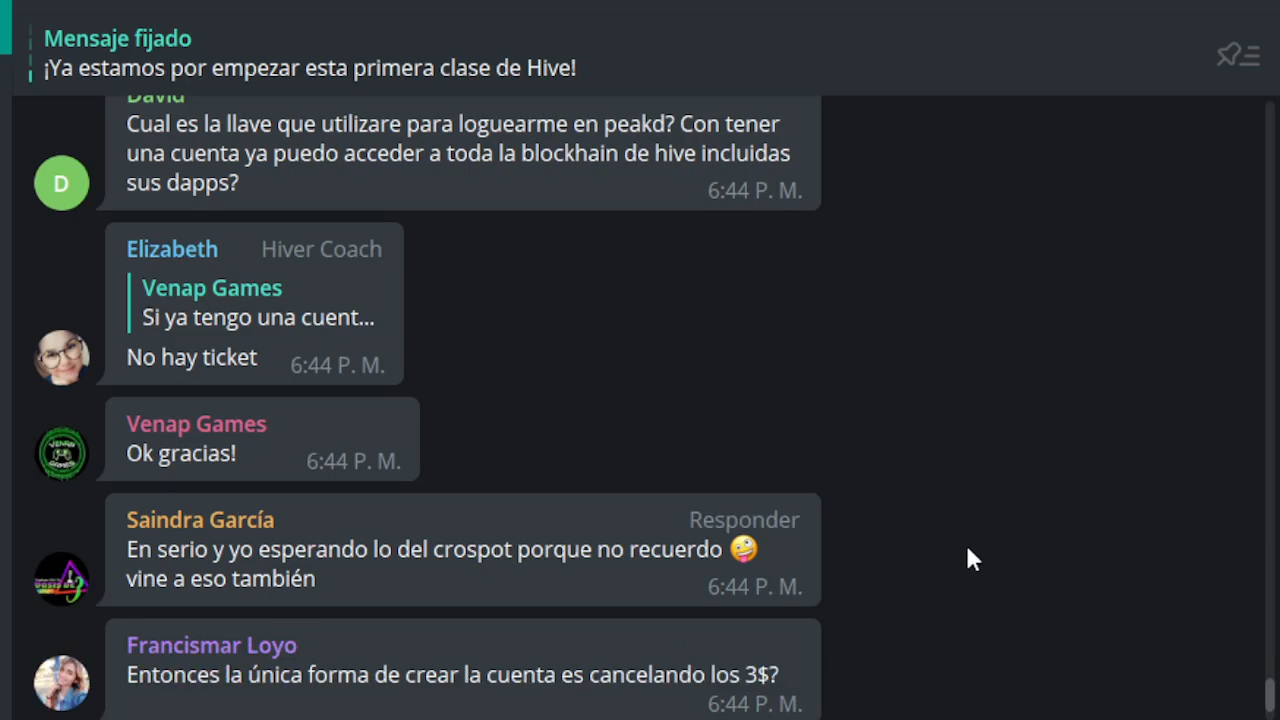 Mensaje fijado
¡Ya estamos por empezar esta primera clase de Hive!
David
Cual es la llave que utilizare para loguearme en peakd? Con tener
una cuenta ya puedo acceder a toda la blockhain de hive incluidas
sus dapps?
6:44 P. M.
D
Elizabeth Hiver Coach
Venap Games
Si ya tengo una cuent...
No hay ticket 6:44 P. M.
Venap Games
Ok gracias! 6:44 P. M.
VENAP
GAMES
Saindra García Responder
En serio y yo esperando lo del crospot porque no recuerdo 🤪
vine a eso también
6:44 P. M.
Francismar Loyo
Entonces la única forma de crear la cuenta es cancelando los 3$?
6:44 P. M.